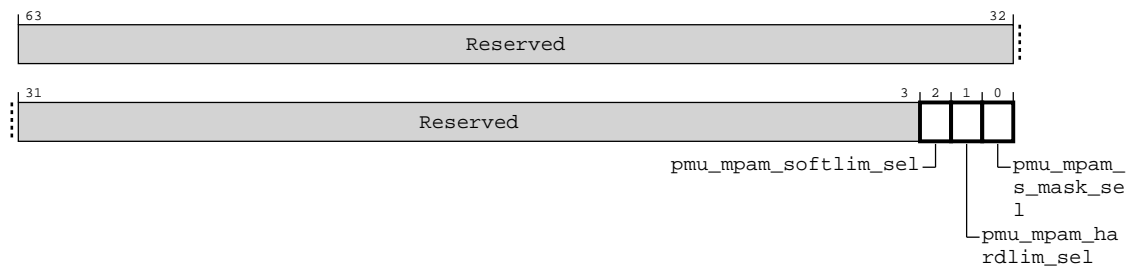 63 32
Reserved
31 3 2 1 0
Reserved
pmu_mpam_softlim_sel
pmu_mpam_
s_mask_se
l
pmu_mpam_ha
rdlim_sel